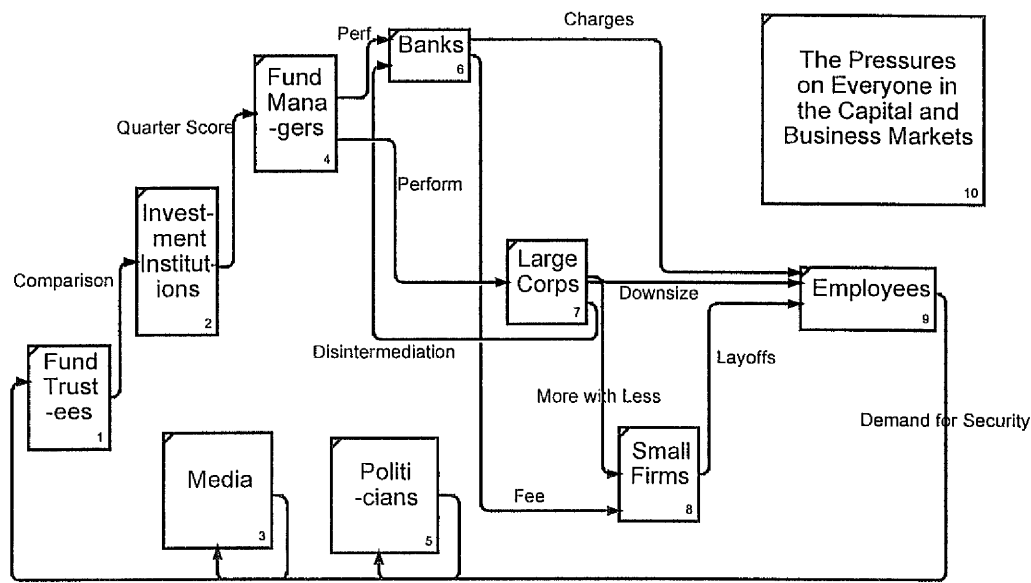 Charges
Perf
Banks
6
The Pressures
on Everyone in
the Capital and
Business Markets
10
Fund
Mana
-gers
4
Quarter Score
Perform
Invest-
ment
Institut-
ions
2
Large
Corps
7
Comparison
Downsize
Employees
9
Disintermediation
Layoffs
Fund
Trust
-ees
1
More with Less
Demand for Security
Media
3
Politi
-cians
5
Small
Firms
8
Fee